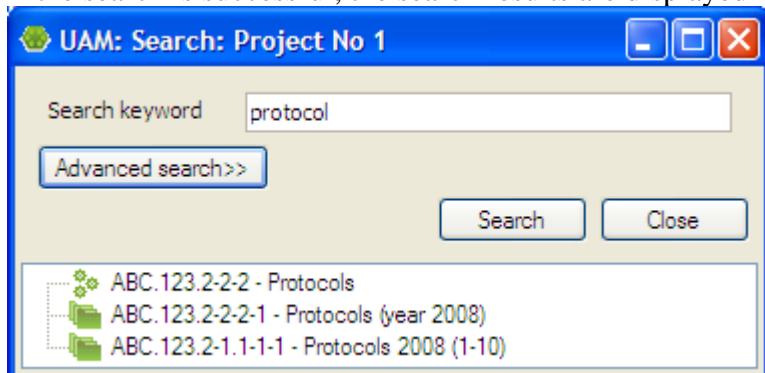 UAM: Search: Project No 1
Search keyword protocol
Advanced search>>
Search Close
ABC.123.2-2-2 - Protocols
ABC.123.2-2-2-1 - Protocols (year 2008)
ABC.123.2-1.1-1-1 - Protocols 2008 (1-10)